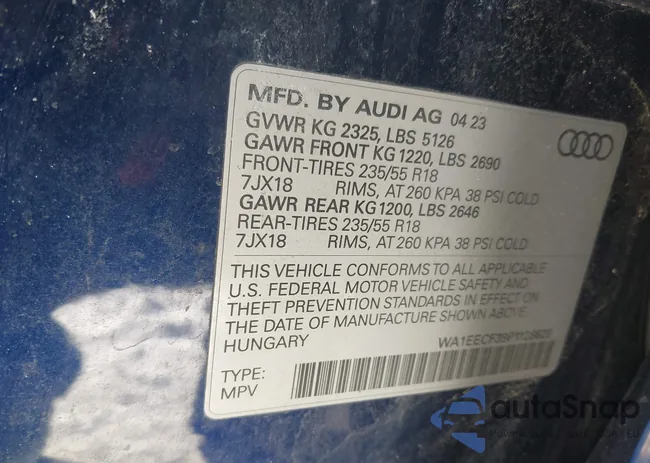 MFD. BY AUDI AG 04 23
GVWR KG 2325, LBS 5126
GAWR FRONT KG 1220, LBS 2690
FRONT-TIRES 235/55 R18
7JX18 RIMS, AT 260 KPA 38 PSI COLD
GAWR REAR KG 1200, LBS 2646
REAR-TIRES 235/55 R18
7JX18 RIMS, AT 260 KPA 38 PSI COLD
THIS VEHICLE CONFORMS TO ALL APPLICABLE
U.S. FEDERAL MOTOR VEHICLE SAFETY AND
THEFT PREVENTION STANDARDS IN EFFECT ON
THE DATE OF MANUFACTURE SHOWN ABOVE.
HUNGARY
TYPE:
MPV
autoSnap